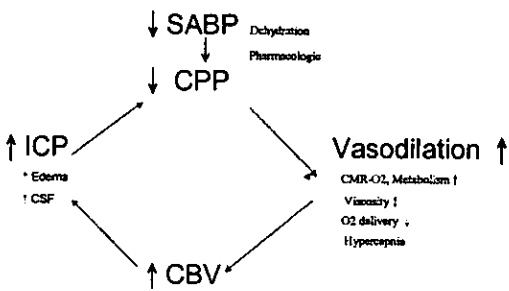 ↓ SABP
Dehydration
Pharmacologic
↓ CPP
↑ ICP
* Edema
↑ CSF
Vasodilation ↑
CMR-O2, Metabolism ↑
Viscosity ↕
O2 delivery ↓
Hypercapnia
↑ CBV